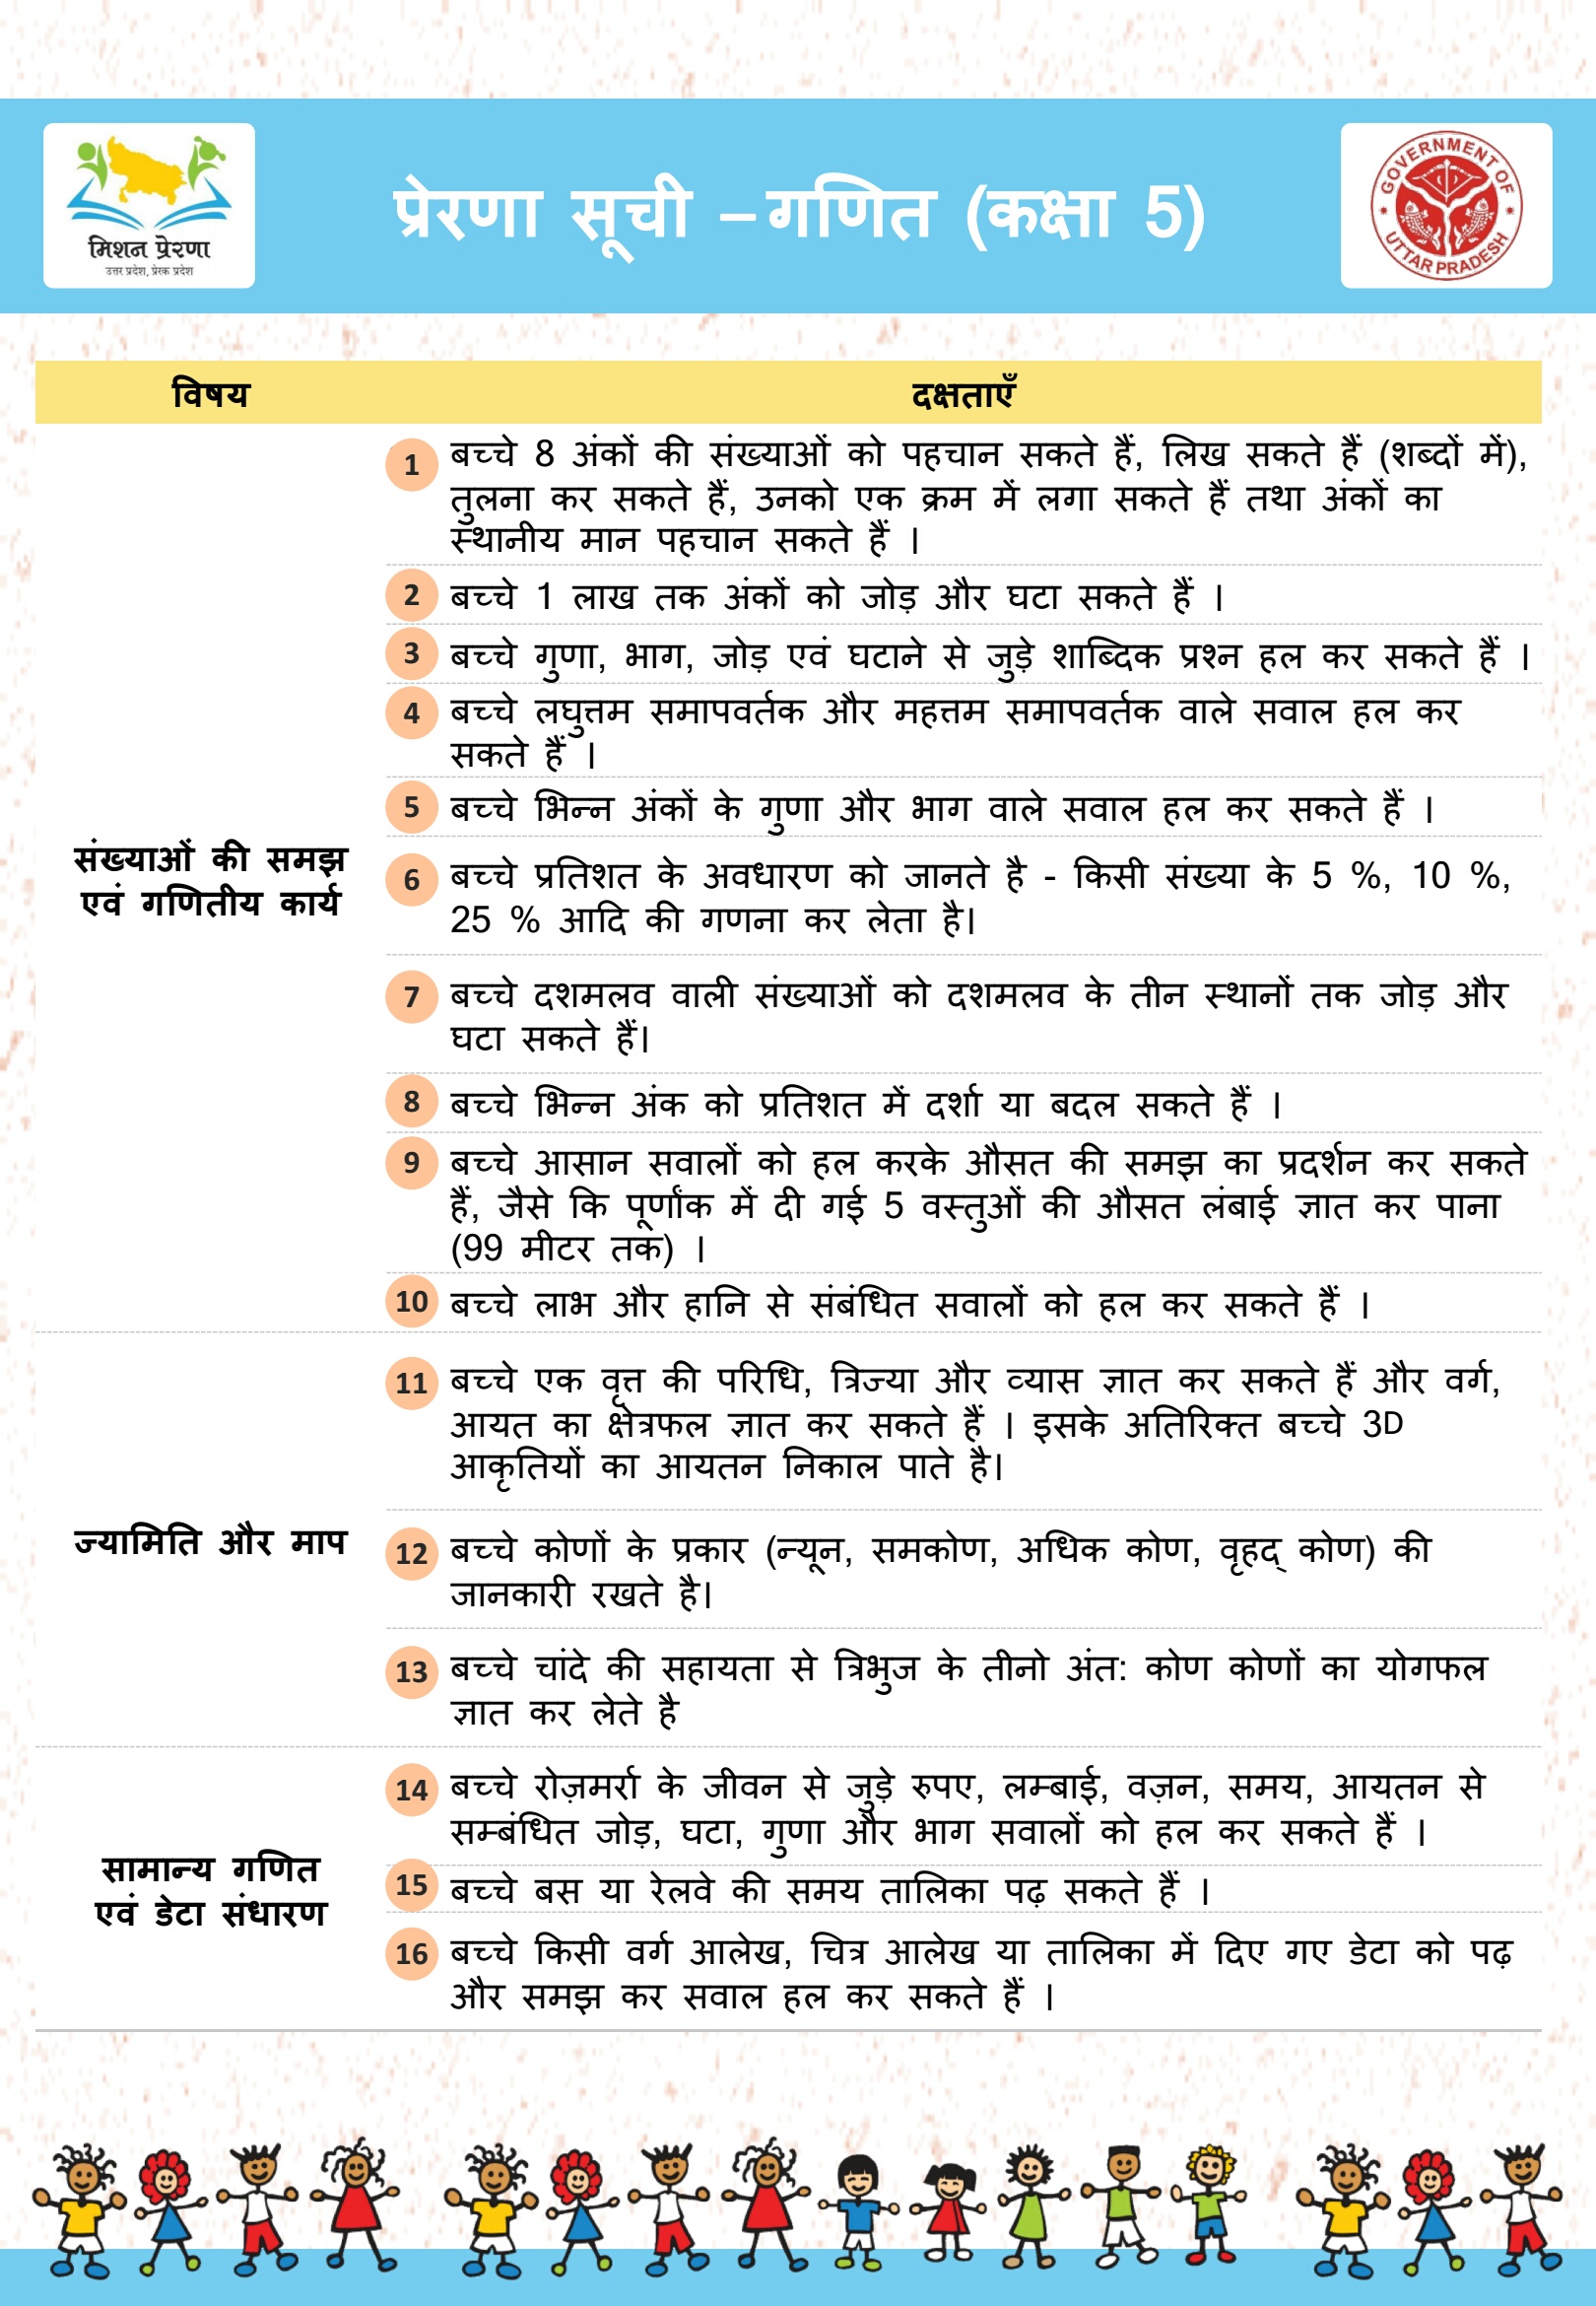 मिशन प्रेरणा
उत्तर प्रदेश, प्रेरक प्रदेश
प्रेरणा सूची – गणित (कक्षा 5)
GOVERNMENT OF
UTTAR PRADESH
विषय
दक्षताएँ
संख्याओं की समझ
एवं गणितीय कार्य
1 बच्चे 8 अंकों की संख्याओं को पहचान सकते हैं, लिख सकते हैं (शब्दों में),
तुलना कर सकते हैं, उनको एक क्रम में लगा सकते हैं तथा अंकों का
स्थानीय मान पहचान सकते हैं ।
2 बच्चे 1 लाख तक अंकों को जोड़ और घटा सकते हैं ।
3 बच्चे गुणा, भाग, जोड़ एवं घटाने से जुड़े शाब्दिक प्रश्न हल कर सकते हैं ।
4 बच्चे लघुत्तम समापवर्तक और महत्तम समापवर्तक वाले सवाल हल कर
सकते हैं ।
5 बच्चे भिन्न अंकों के गुणा और भाग वाले सवाल हल कर सकते हैं ।
6 बच्चे प्रतिशत के अवधारण को जानते है - किसी संख्या के 5 %, 10 %,
25 % आदि की गणना कर लेता है।
7 बच्चे दशमलव वाली संख्याओं को दशमलव के तीन स्थानों तक जोड़ और
घटा सकते हैं।
8 बच्चे भिन्न अंक को प्रतिशत में दर्शा या बदल सकते हैं ।
9 बच्चे आसान सवालों को हल करके औसत की समझ का प्रदर्शन कर सकते
हैं, जैसे कि पूर्णांक में दी गई 5 वस्तुओं की औसत लंबाई ज्ञात कर पाना
(99 मीटर तक) ।
10 बच्चे लाभ और हानि से संबंधित सवालों को हल कर सकते हैं ।
ज्यामिति और माप
11 बच्चे एक वृत्त की परिधि, त्रिज्या और व्यास ज्ञात कर सकते हैं और वर्ग,
आयत का क्षेत्रफल ज्ञात कर सकते हैं । इसके अतिरिक्त बच्चे 3D
आकृतियों का आयतन निकाल पाते है।
12 बच्चे कोणों के प्रकार (न्यून, समकोण, अधिक कोण, वृहद् कोण) की
जानकारी रखते है।
13 बच्चे चांदे की सहायता से त्रिभुज के तीनो अंत: कोण कोणों का योगफल
ज्ञात कर लेते है
सामान्य गणित
एवं डेटा संधारण
14 बच्चे रोज़मर्रा के जीवन से जुड़े रुपए, लम्बाई, वज़न, समय, आयतन से
सम्बंधित जोड़, घटा, गुणा और भाग सवालों को हल कर सकते हैं ।
15 बच्चे बस या रेलवे की समय तालिका पढ़ सकते हैं ।
16 बच्चे किसी वर्ग आलेख, चित्र आलेख या तालिका में दिए गए डेटा को पढ़
और समझ कर सवाल हल कर सकते हैं ।